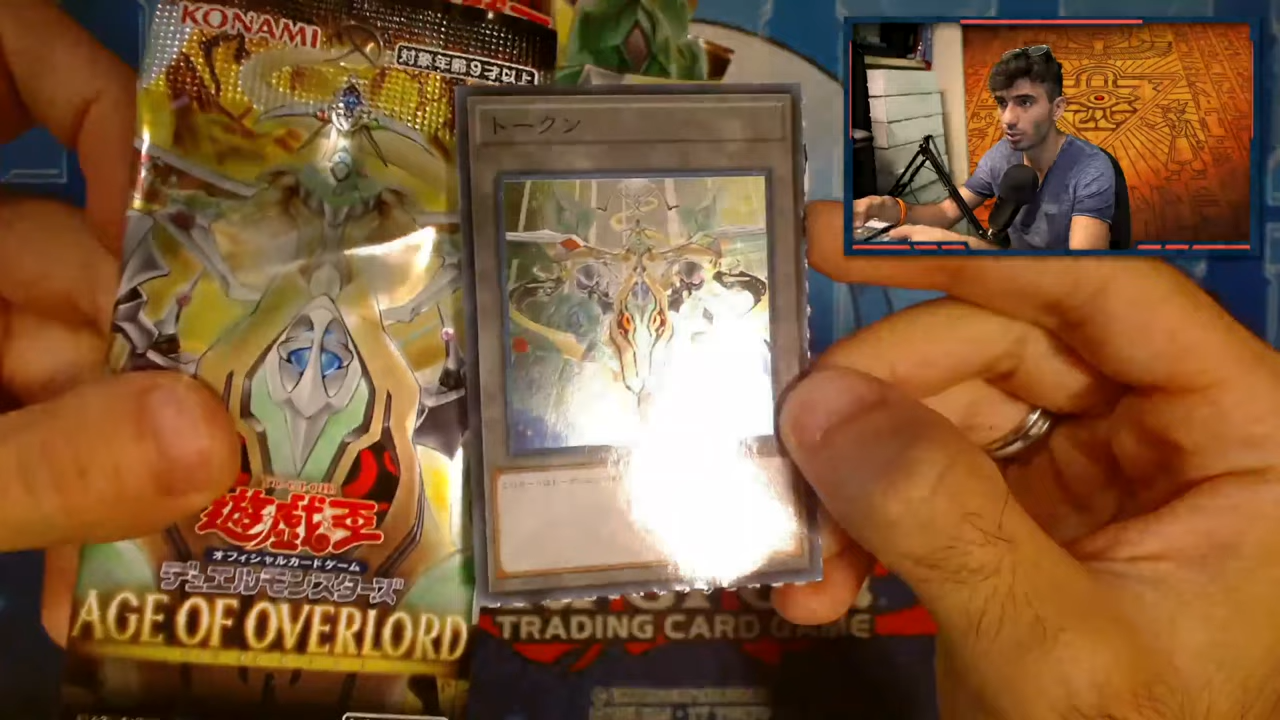 KONAMI
対象年齢9才以上
トークン
遊戯王
オフィシャルカードゲーム
デュエルモンスターズ
AGE OF OVERLORD
TRADING CARD GAME